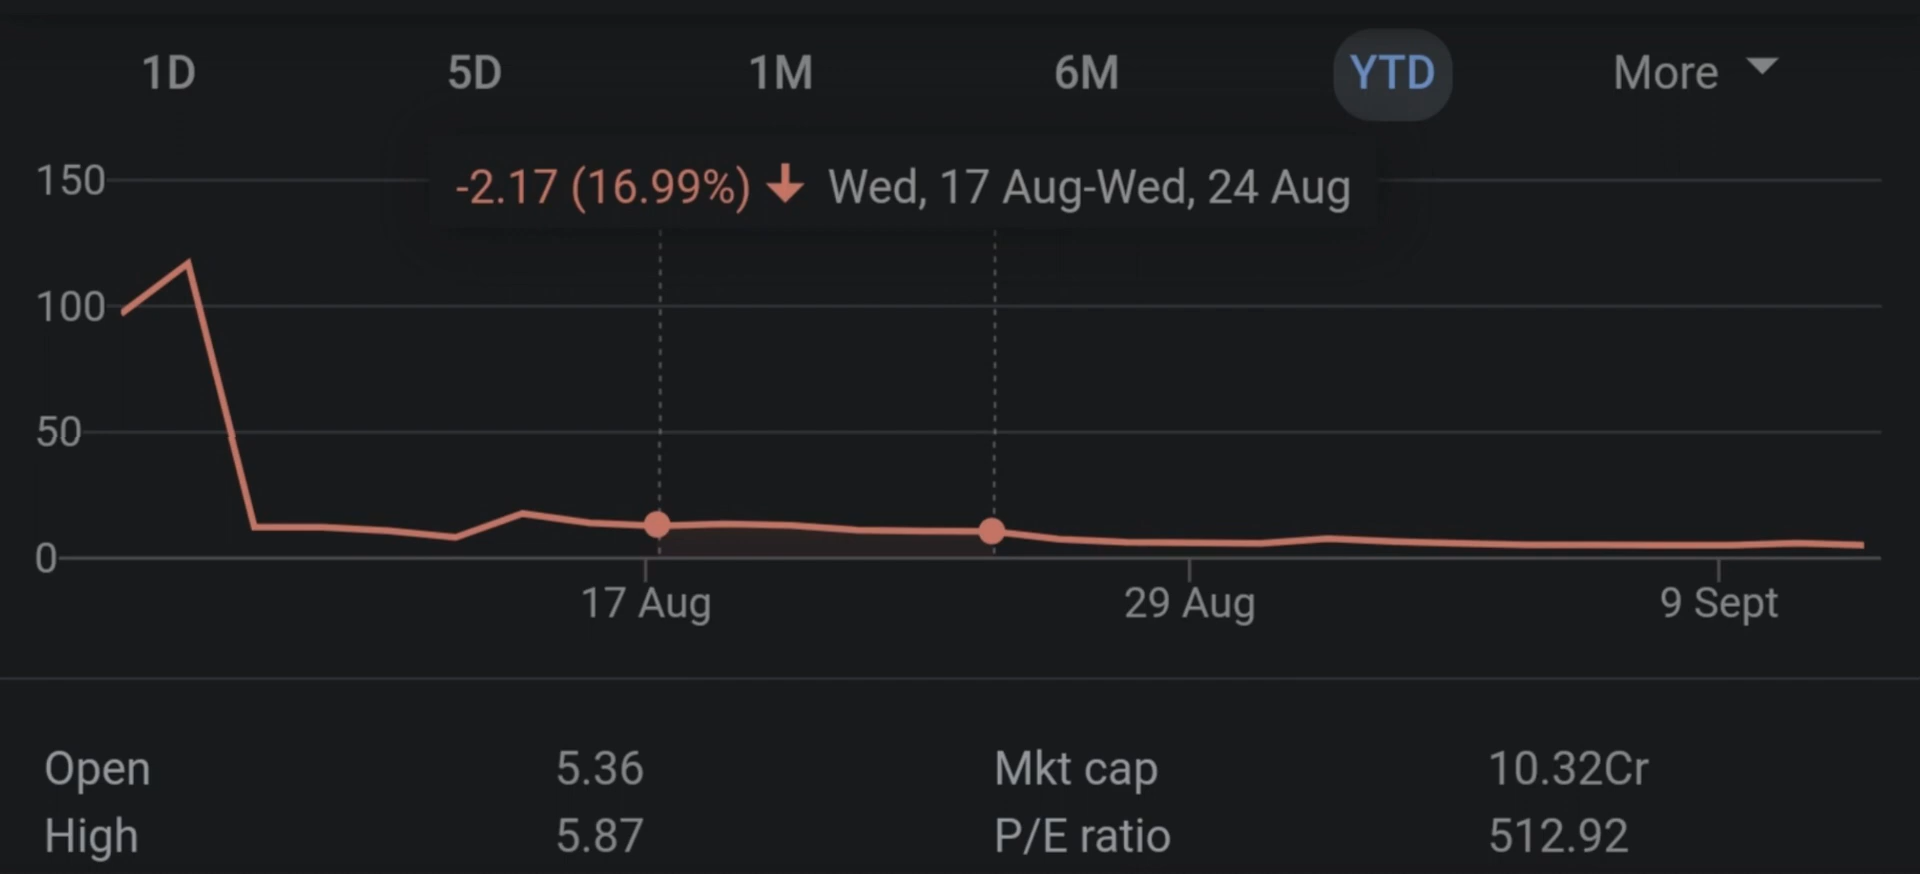 1D 5D 1M 6M YTD More
-2.17 (16.99%) Wed, 17 Aug-Wed, 24 Aug
150
100
50
0
17 Aug 29 Aug 9 Sept
Open 5.36 Mkt cap 10.32Cr
High 5.87 P/E ratio 512.92